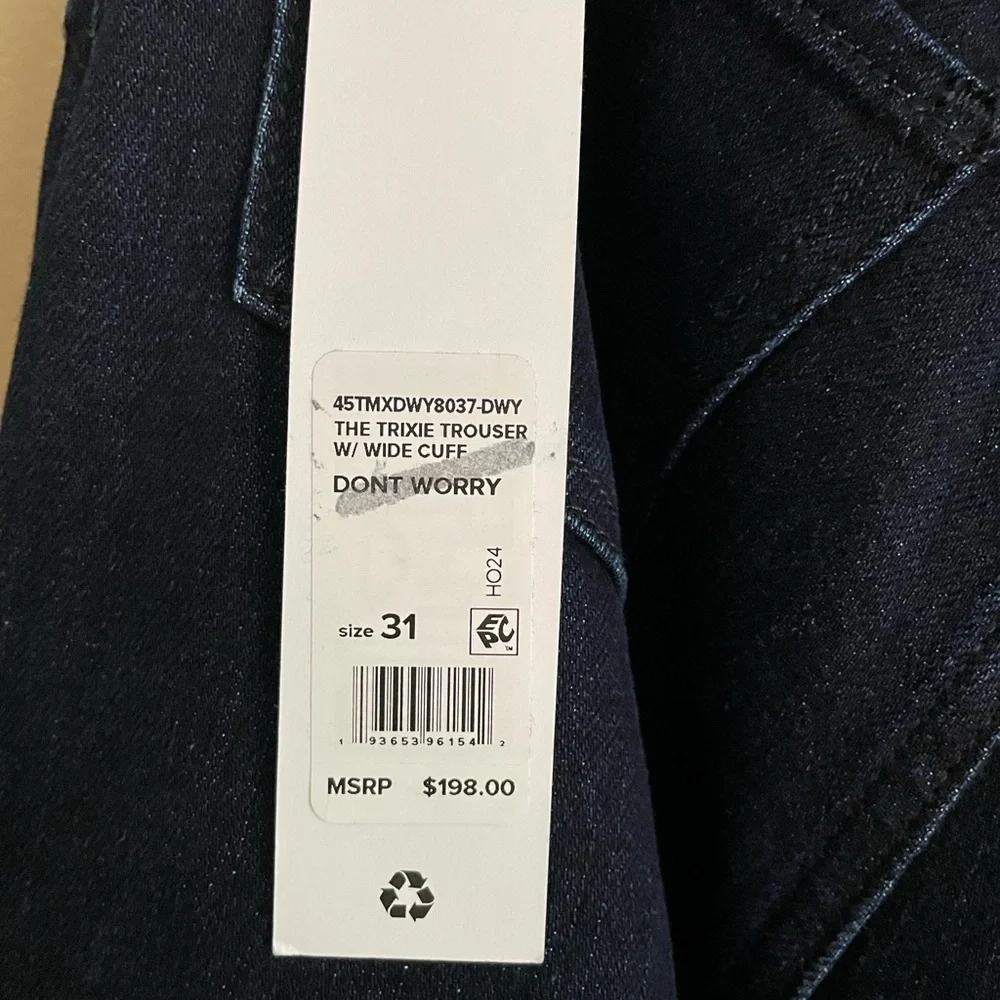 45TMXDWY8037-DWY
THE TRIXIE TROUSER
W/ WIDE CUFF
DONT WORRY
HO24
size 31
EPC™
1 93653 96154 2
MSRP $198.00